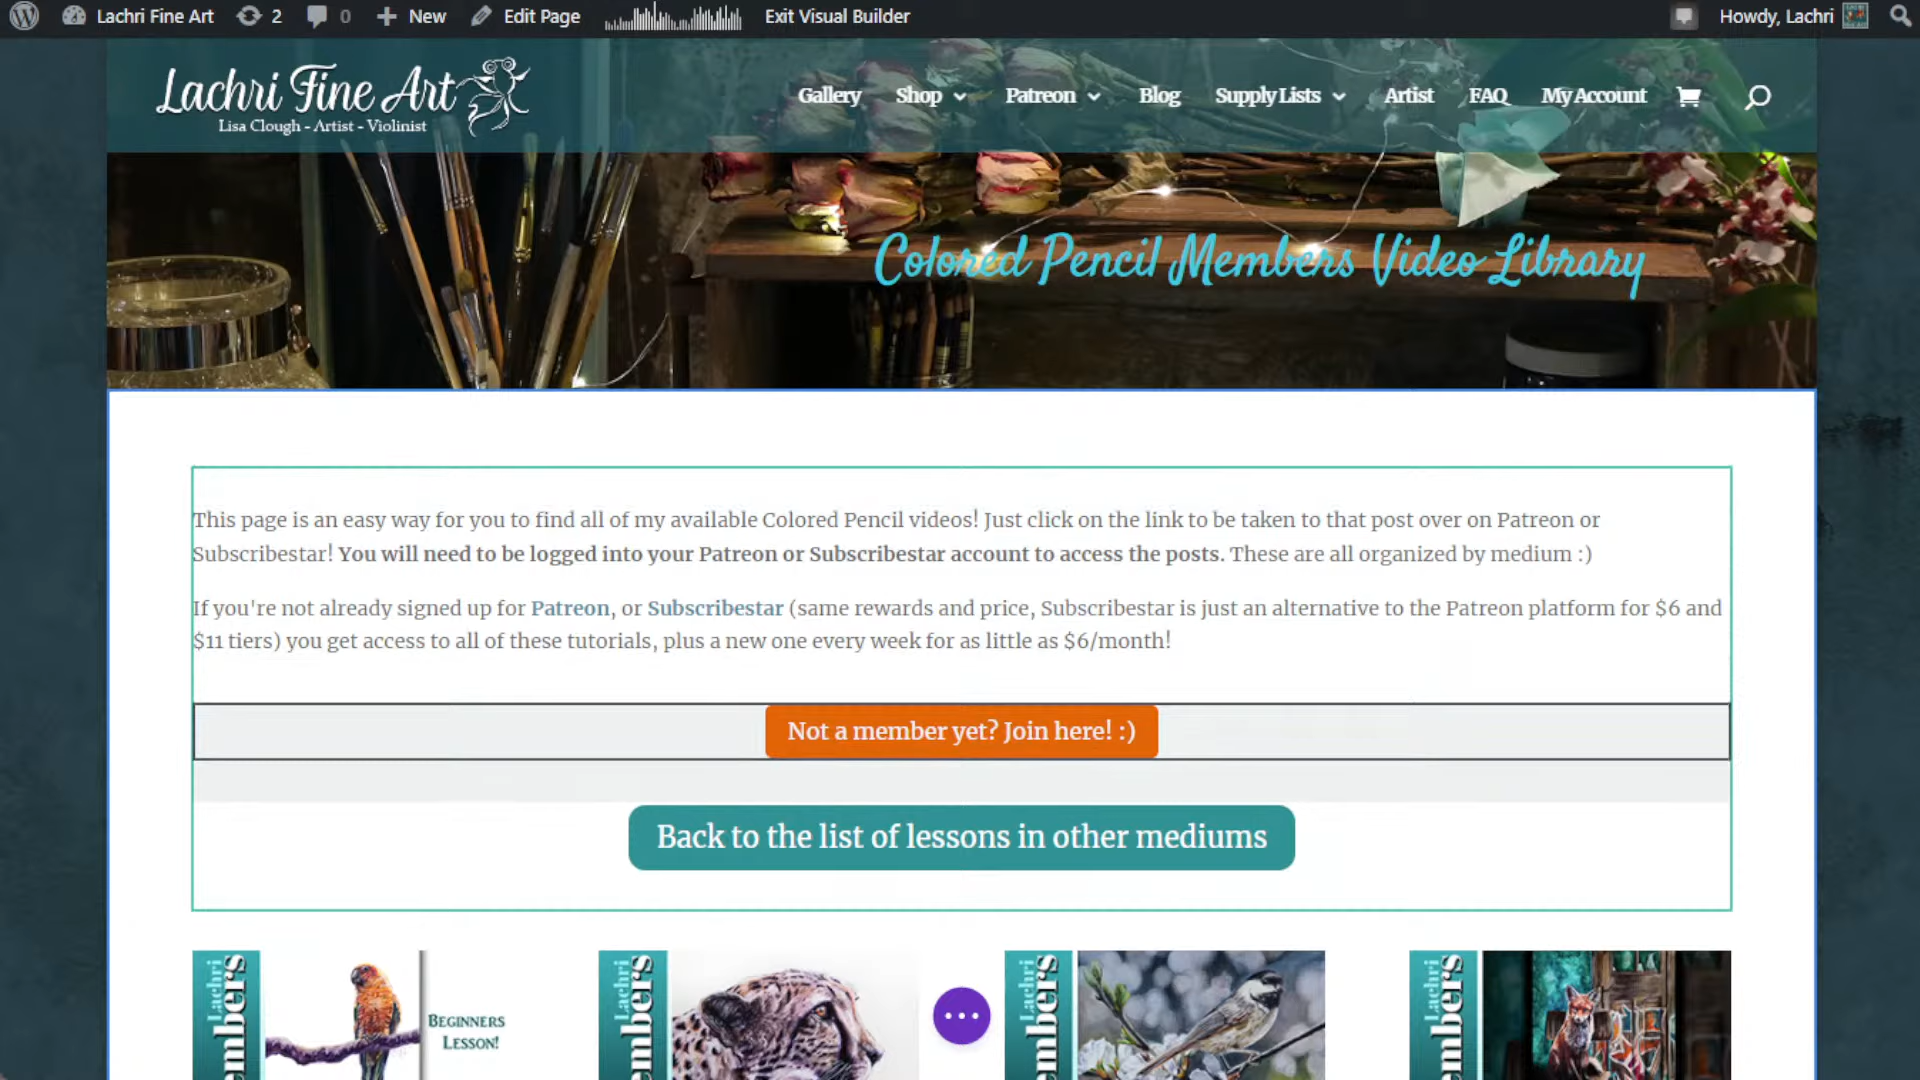 Lachri Fine Art 2 0 New Edit Page Exit Visual Builder Howdy, Lachri
Lachri Fine Art
Lisa Clough - Artist - Violinist
Gallery Shop Patreon Blog Supply Lists Artist FAQ My Account
Colored Pencil Members Video Library
This page is an easy way for you to find all of my available Colored Pencil videos! Just click on the link to be taken to that post over on Patreon or
Subscribestar! You will need to be logged into your Patreon or Subscribestar account to access the posts. These are all organized by medium :)
If you're not already signed up for Patreon, or Subscribestar (same rewards and price, Subscribestar is just an alternative to the Patreon platform for $6 and
$11 tiers) you get access to all of these tutorials, plus a new one every week for as little as $6/month!
Not a member yet? Join here! :)
Back to the list of lessons in other mediums
Lachri
embers
Beginners
Lesson!
Lachri
embers
Lachri
embers
Lachri
embers